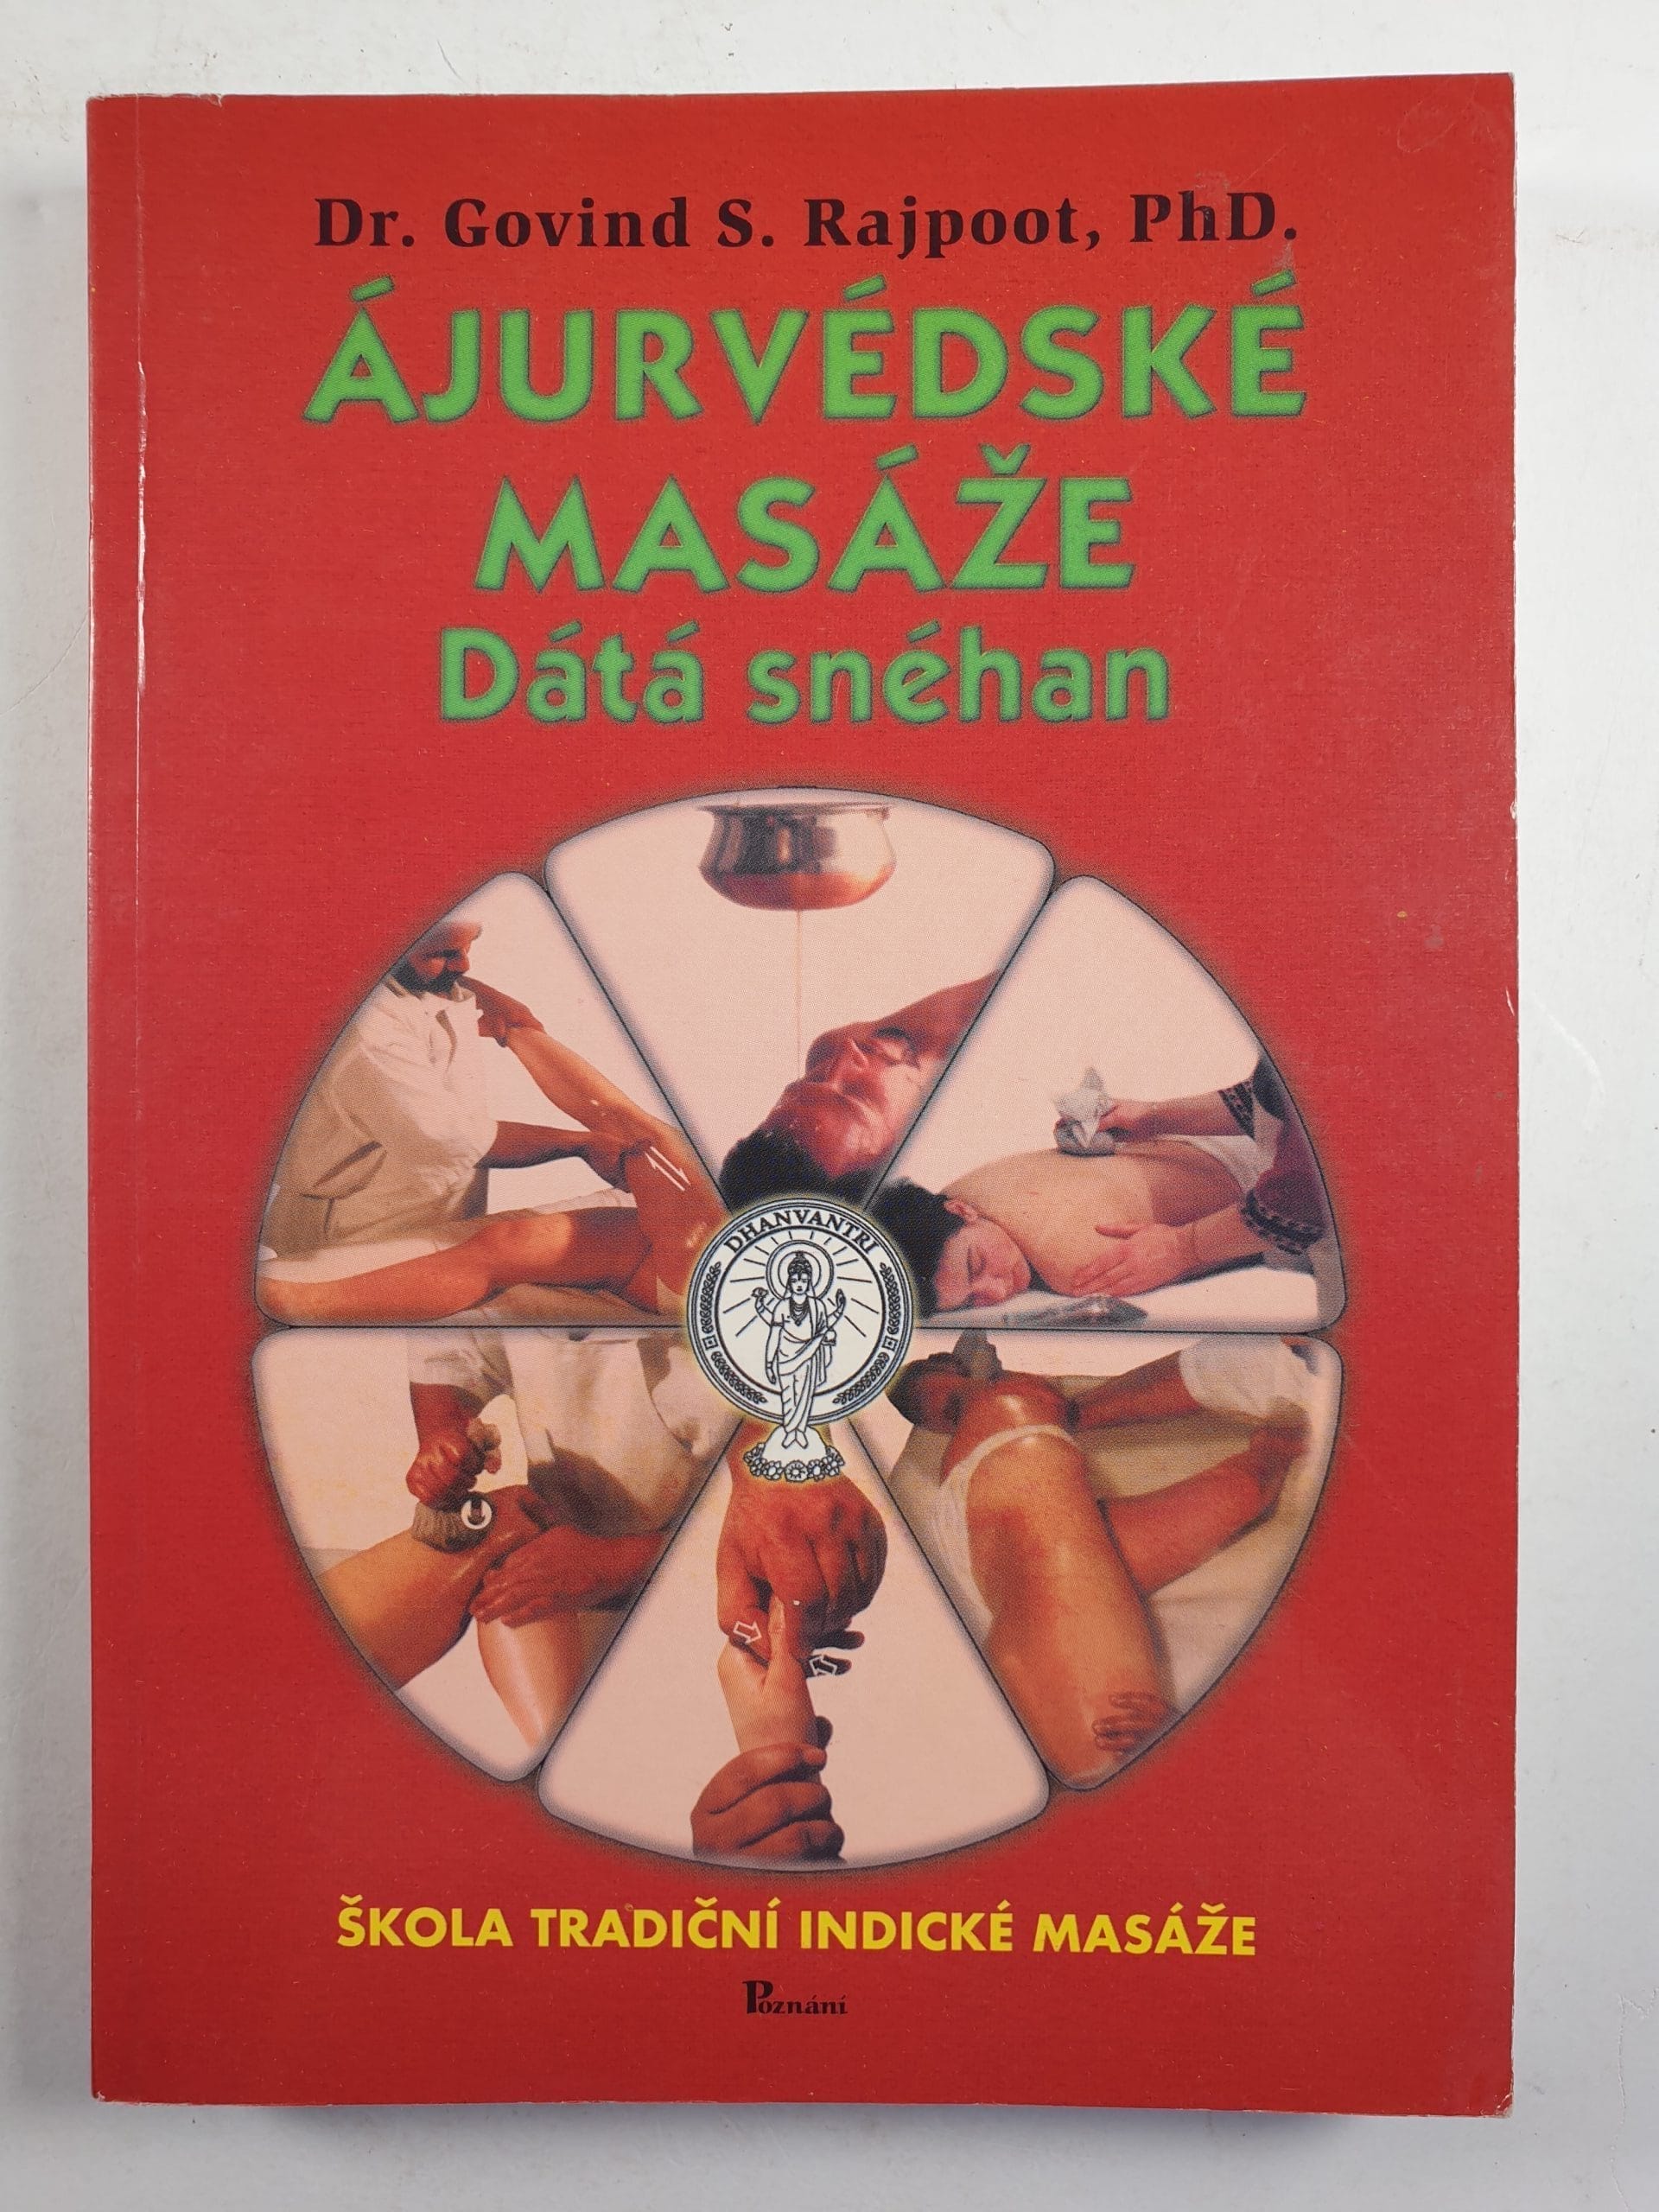 Dr. Govind S. Rajpoot, PhD.
ÁJURVÉDSKÉ
MASÁŽE
Dátá snéhan
DHANVANTRI
ŠKOLA TRADIČNÍ INDICKÉ MASÁŽE
Poznání